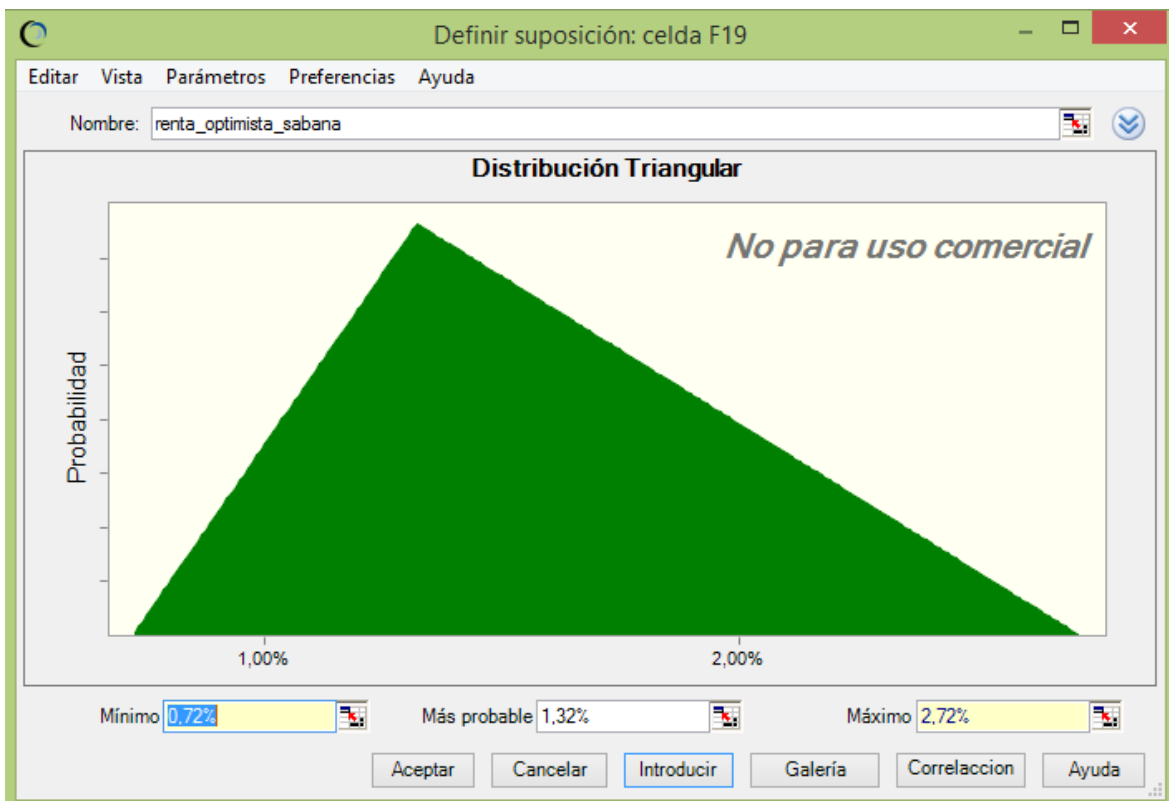 Definir suposición: celda F19
Editar Vista Parámetros Preferencias Ayuda
Nombre: renta_optimista_sabana
Distribución Triangular
No para uso comercial
Probabilidad
1,00% 2,00%
Mínimo 0,72% Más probable 1,32% Máximo 2,72%
Aceptar Cancelar Introducir Galería Correlaccion Ayuda